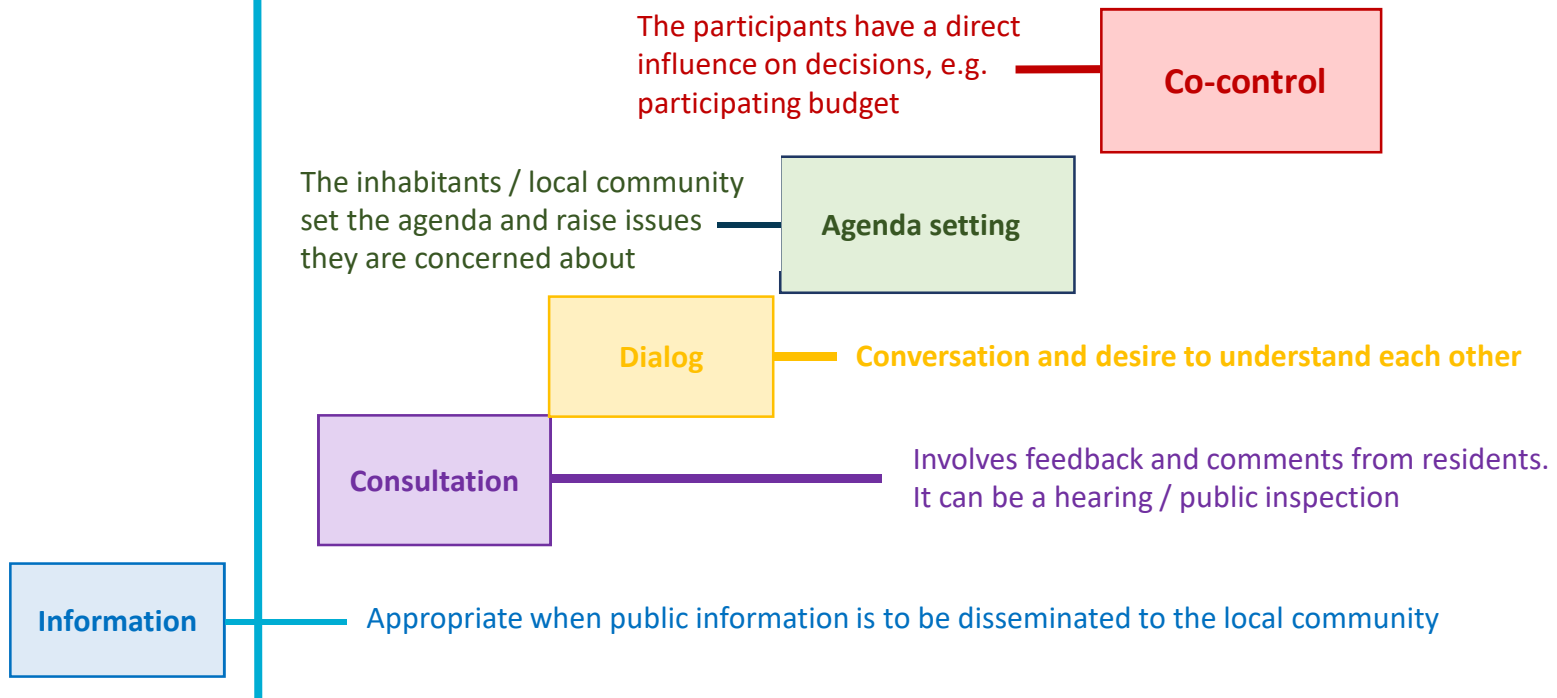 The participants have a direct
influence on decisions, e.g.
participating budget
Co-control
The inhabitants / local community
set the agenda and raise issues
they are concerned about
Agenda setting
Dialog
Conversation and desire to understand each other
Consultation
Involves feedback and comments from residents.
It can be a hearing / public inspection
Information
Appropriate when public information is to be disseminated to the local community